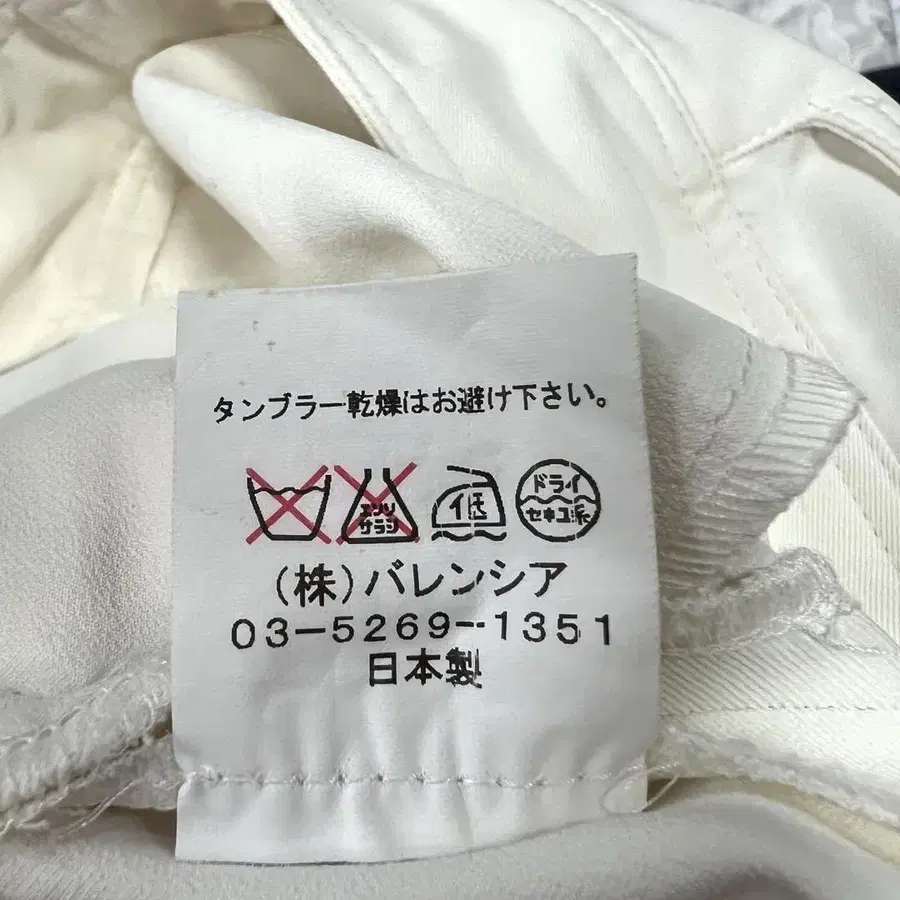 タンブラー乾燥はお避け下さい。
エンソ
サラシ
低
ドライ
セキユ系
(株)バレンシア
03-5269-1351
日本製